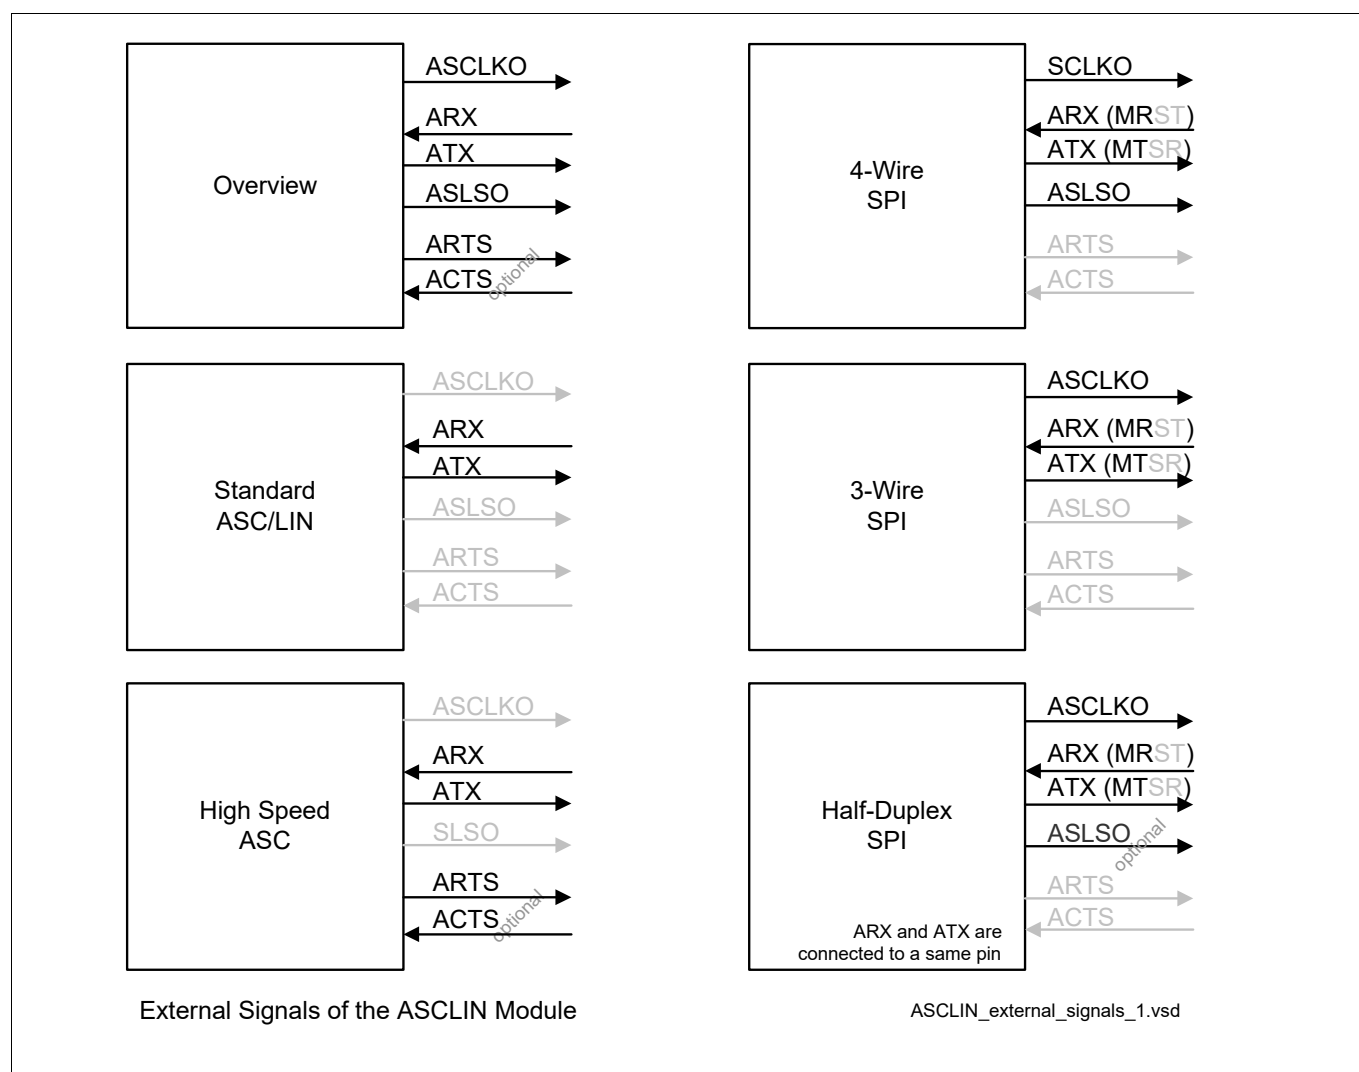 ASCLKO
ARX
ATX
Overview
ASLSO
ARTS
ACTS
optional
SCLKO
ARX (MRST)
ATX (MTSR)
4-Wire
SPI
ASLSO
ARTS
ACTS
ASCLKO
ARX
ATX
Standard
ASC/LIN
ASLSO
ARTS
ACTS
ASCLKO
ARX (MRST)
ATX (MTSR)
3-Wire
SPI
ASLSO
ARTS
ACTS
ASCLKO
ARX
ATX
High Speed
ASC
SLSO
ARTS
ACTS
optional
ASCLKO
ARX (MRST)
ATX (MTSR)
Half-Duplex
SPI
ASLSO
optional
ARTS
ACTS
ARX and ATX are
connected to a same pin
External Signals of the ASCLIN Module
ASCLIN_external_signals_1.vsd